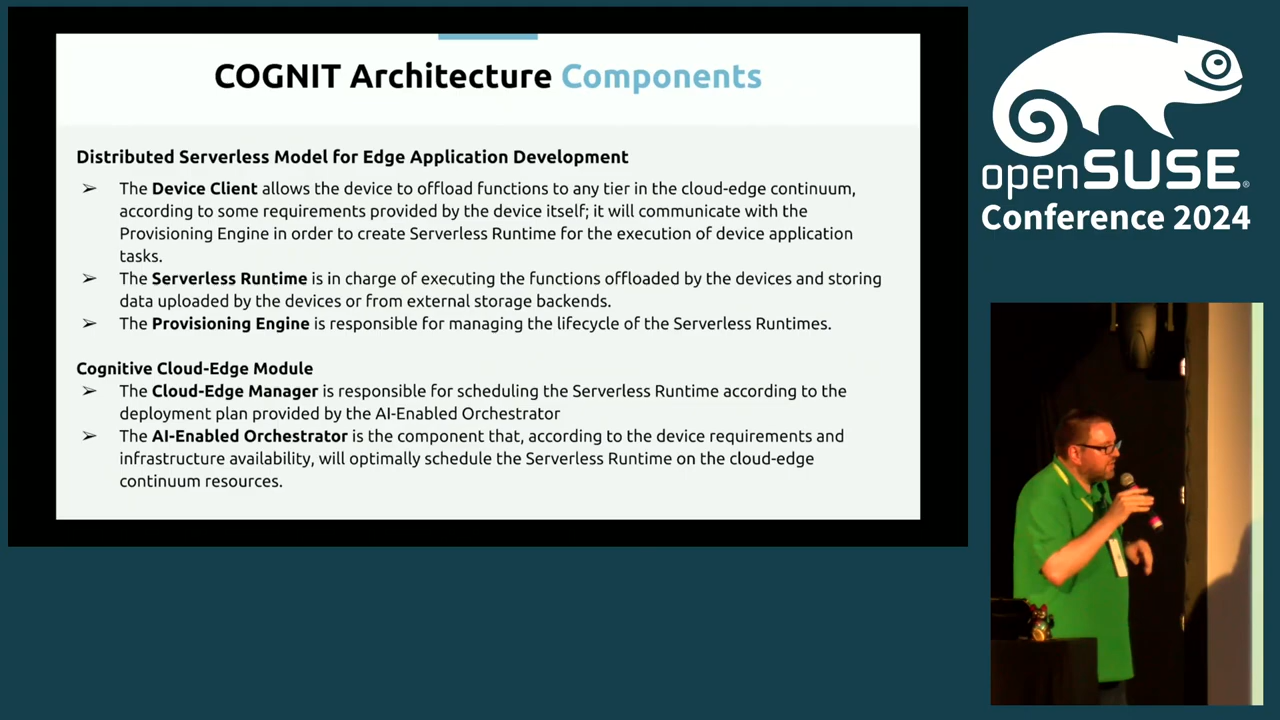 COGNIT Architecture Components
Distributed Serverless Model for Edge Application Development
➢ The Device Client allows the device to offload functions to any tier in the cloud-edge continuum,
according to some requirements provided by the device itself; it will communicate with the
Provisioning Engine in order to create Serverless Runtime for the execution of device application
tasks.
➢ The Serverless Runtime is in charge of executing the functions offloaded by the devices and storing
data uploaded by the devices or from external storage backends.
➢ The Provisioning Engine is responsible for managing the lifecycle of the Serverless Runtimes.
Cognitive Cloud-Edge Module
➢ The Cloud-Edge Manager is responsible for scheduling the Serverless Runtime according to the
deployment plan provided by the AI-Enabled Orchestrator
➢ The AI-Enabled Orchestrator is the component that, according to the device requirements and
infrastructure availability, will optimally schedule the Serverless Runtime on the cloud-edge
continuum resources.
openSUSE®
Conference 2024